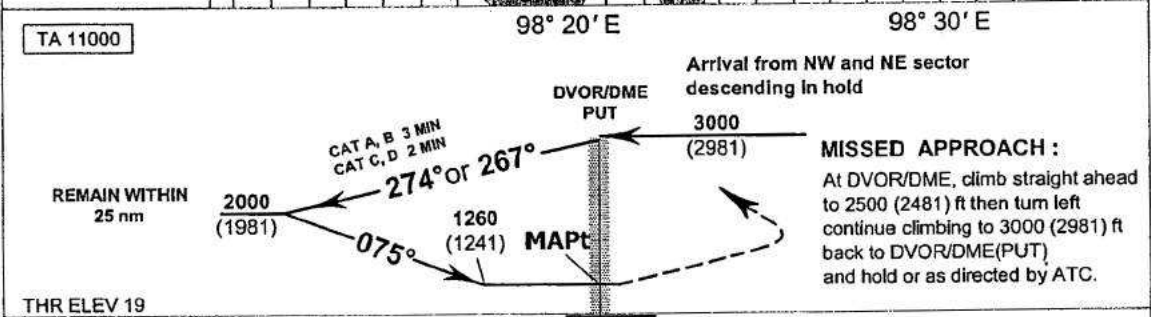 98° 20' E
98° 30' E
TA 11000
Arrival from NW and NE sector
descending in hold
DVOR/DME
PUT
3000
(2981)
CAT A, B 3 MIN
CAT C, D 2 MIN
274° or 267°
MISSED APPROACH :
At DVOR/DME, climb straight ahead
to 2500 (2481) ft then turn left
continue climbing to 3000 (2981) ft
back to DVOR/DME(PUT)
and hold or as directed by ATC.
REMAIN WITHIN
25 nm
2000
(1981)
075°
1260
(1241)
MAPt
THR ELEV 19